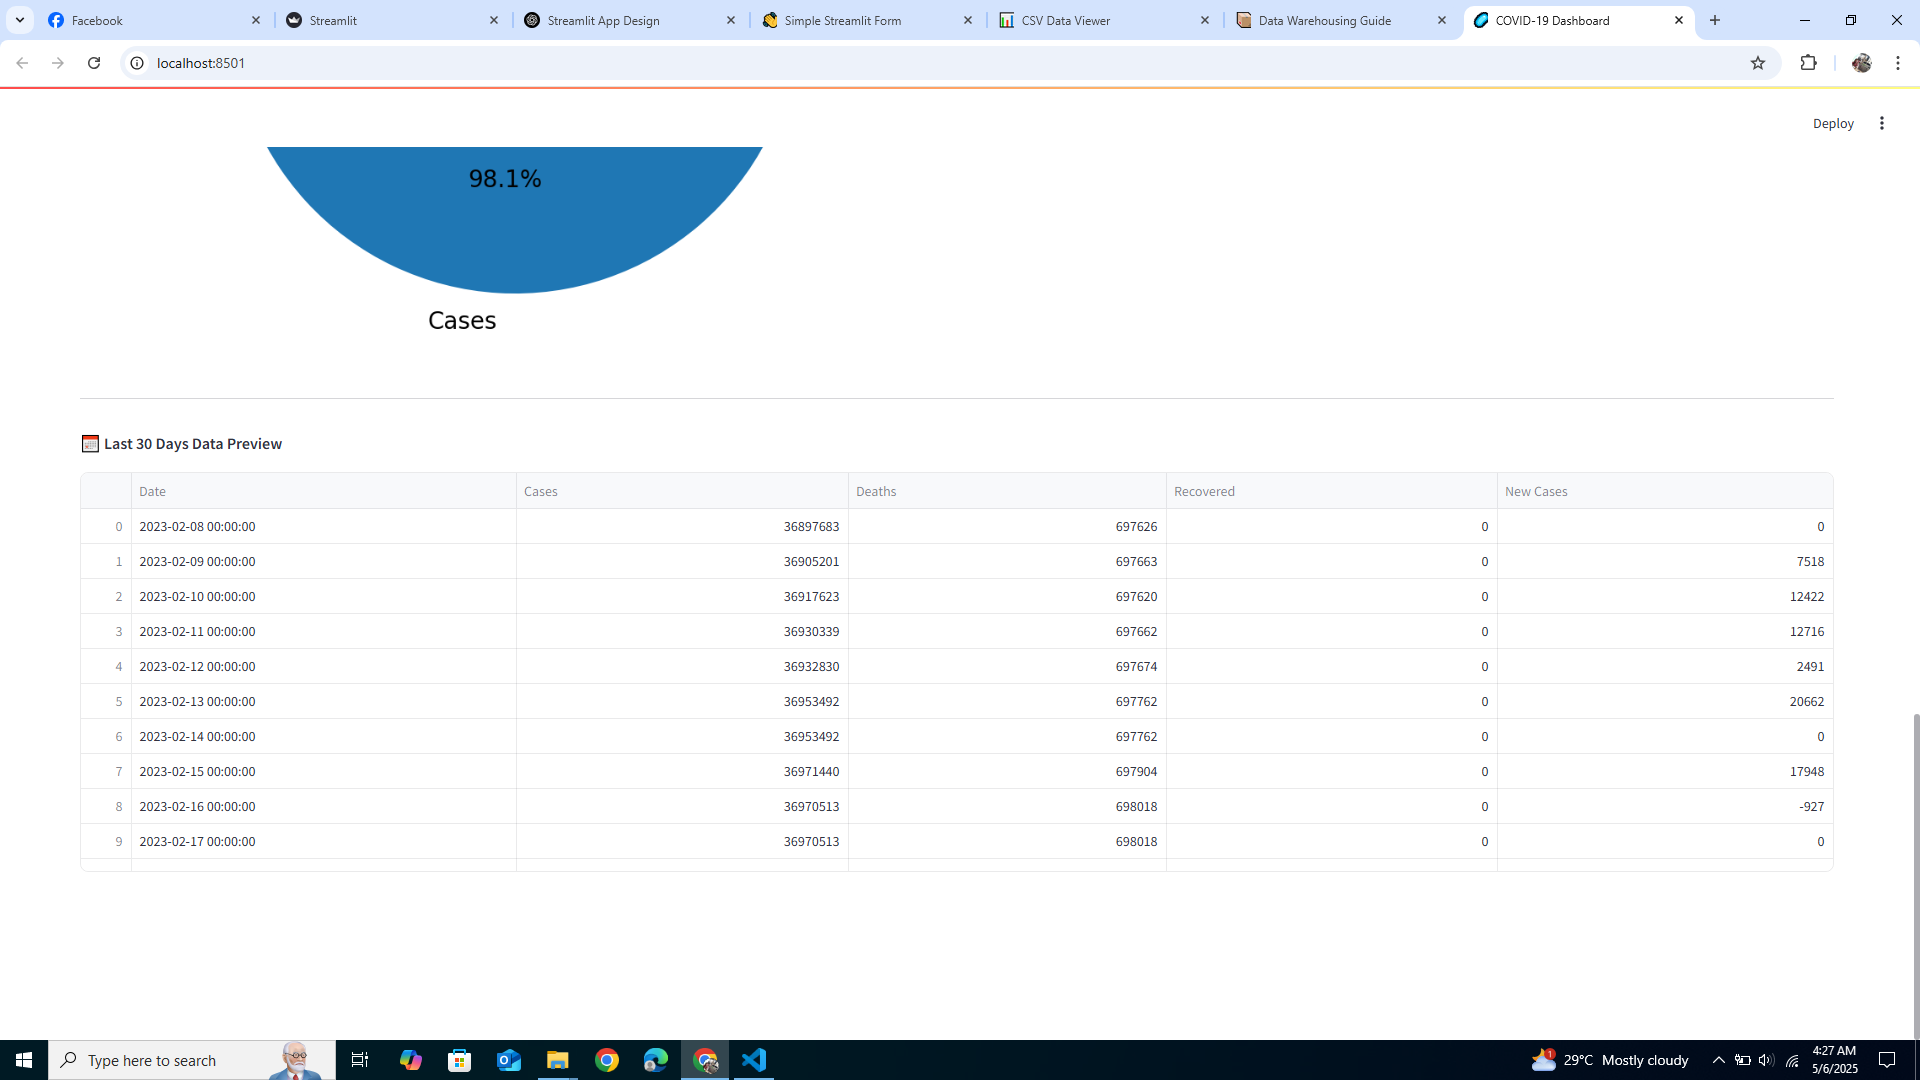 Facebook
Streamlit
Streamlit App Design
Simple Streamlit Form
CSV Data Viewer
Data Warehousing Guide
COVID-19 Dashboard
localhost:8501
Deploy
98.1%
Cases
Last 30 Days Data Preview
Date Cases Deaths Recovered New Cases
0 2023-02-08 00:00:00 36897683 697626 0 0
1 2023-02-09 00:00:00 36905201 697663 0 7518
2 2023-02-10 00:00:00 36917623 697620 0 12422
3 2023-02-11 00:00:00 36930339 697662 0 12716
4 2023-02-12 00:00:00 36932830 697674 0 2491
5 2023-02-13 00:00:00 36953492 697762 0 20662
6 2023-02-14 00:00:00 36953492 697762 0 0
7 2023-02-15 00:00:00 36971440 697904 0 17948
8 2023-02-16 00:00:00 36970513 698018 0 -927
9 2023-02-17 00:00:00 36970513 698018 0 0
Type here to search
1
29°C Mostly cloudy
4:27 AM
5/6/2025